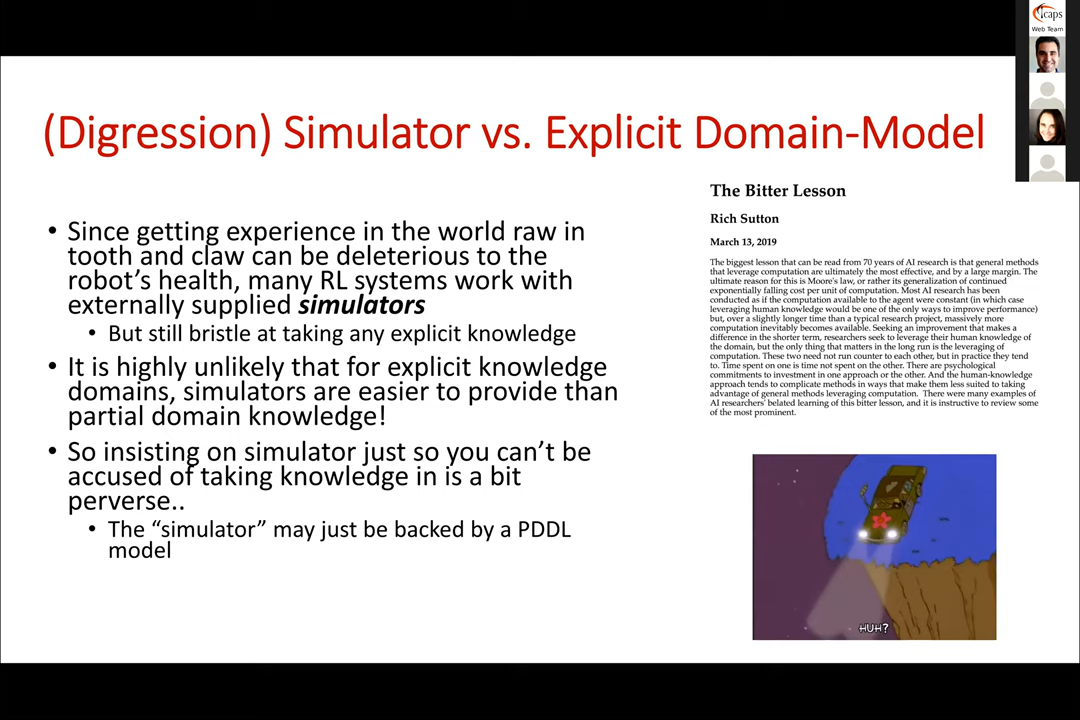 icaps
Web Team
(Digression) Simulator vs. Explicit Domain-Model
• Since getting experience in the world raw in
tooth and claw can be deleterious to the
robot's health, many RL systems work with
externally supplied simulators
• But still bristle at taking any explicit knowledge
• It is highly unlikely that for explicit knowledge
domains, simulators are easier to provide than
partial domain knowledge!
• So insisting on simulator just so you can't be
accused of taking knowledge in is a bit
perverse..
• The “simulator” may just be backed by a PDDL
model
The Bitter Lesson
Rich Sutton
March 13, 2019
The biggest lesson that can be read from 70 years of AI research is that general methods
that leverage computation are ultimately the most effective, and by a large margin. The
ultimate reason for this is Moore's law, or rather its generalization of continued
exponentially falling cost per unit of computation. Most AI research has been
conducted as if the computation available to the agent were constant (in which case
leveraging human knowledge would be one of the only ways to improve performance)
but, over a slightly longer time than a typical research project, massively more
computation inevitably becomes available. Seeking an improvement that makes a
difference in the shorter term, researchers seek to leverage their human knowledge of
the domain, but the only thing that matters in the long run is the leveraging of
computation. These two need not run counter to each other, but in practice they tend
to. Time spent on one is time not spent on the other. There are psychological
commitments to investment in one approach or the other. And the human-knowledge
approach tends to complicate methods in ways that make them less suited to taking
advantage of general methods leveraging computation. There were many examples of
AI researchers' belated learning of this bitter lesson, and it is instructive to review some
of the most prominent.
HUH?